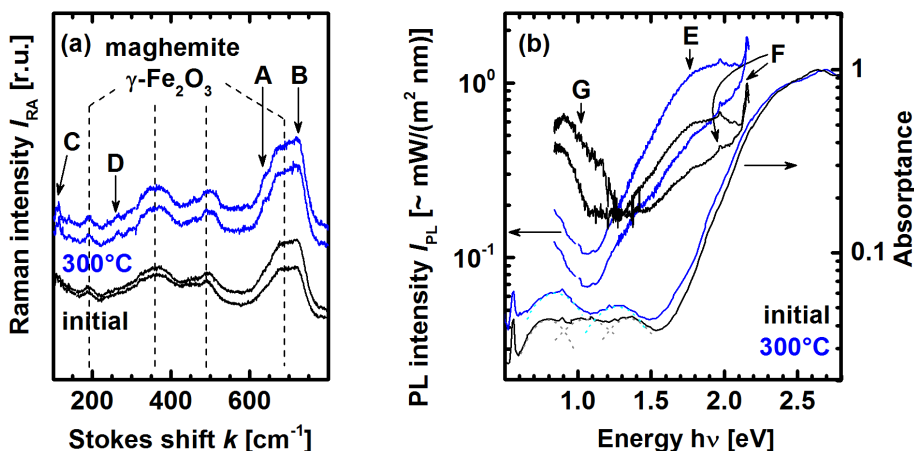 (a)
maghemite
γ-Fe2O3
A
B
C
D
300°C
initial
200
400
600
Stokes shift k [cm-1]
Raman intensity IRA [r.u.]
(b)
E
F
G
initial
300°C
10^0
10^-1
1
0.1
1.0
1.5
2.0
2.5
Energy hν [eV]
PL intensity IPL [~ mW/(m2 nm)]
Absorptance